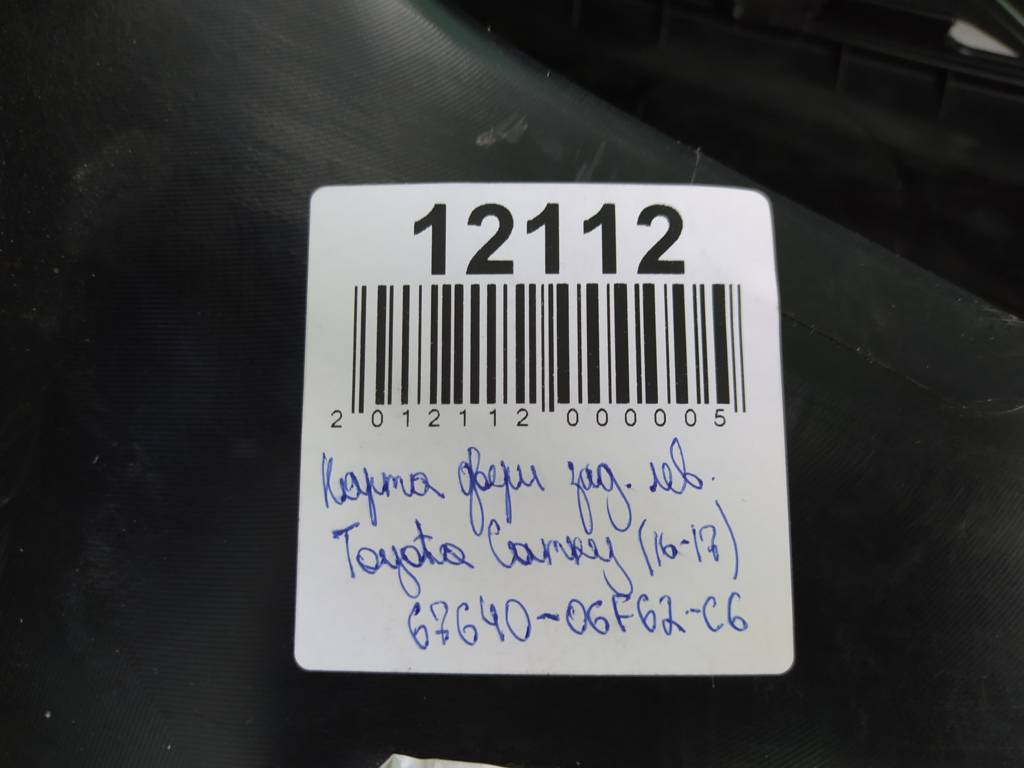 12112
2 012112 000005
Карта двери зад. лев.
Toyota Camry (16-17)
67640-06F62-C6